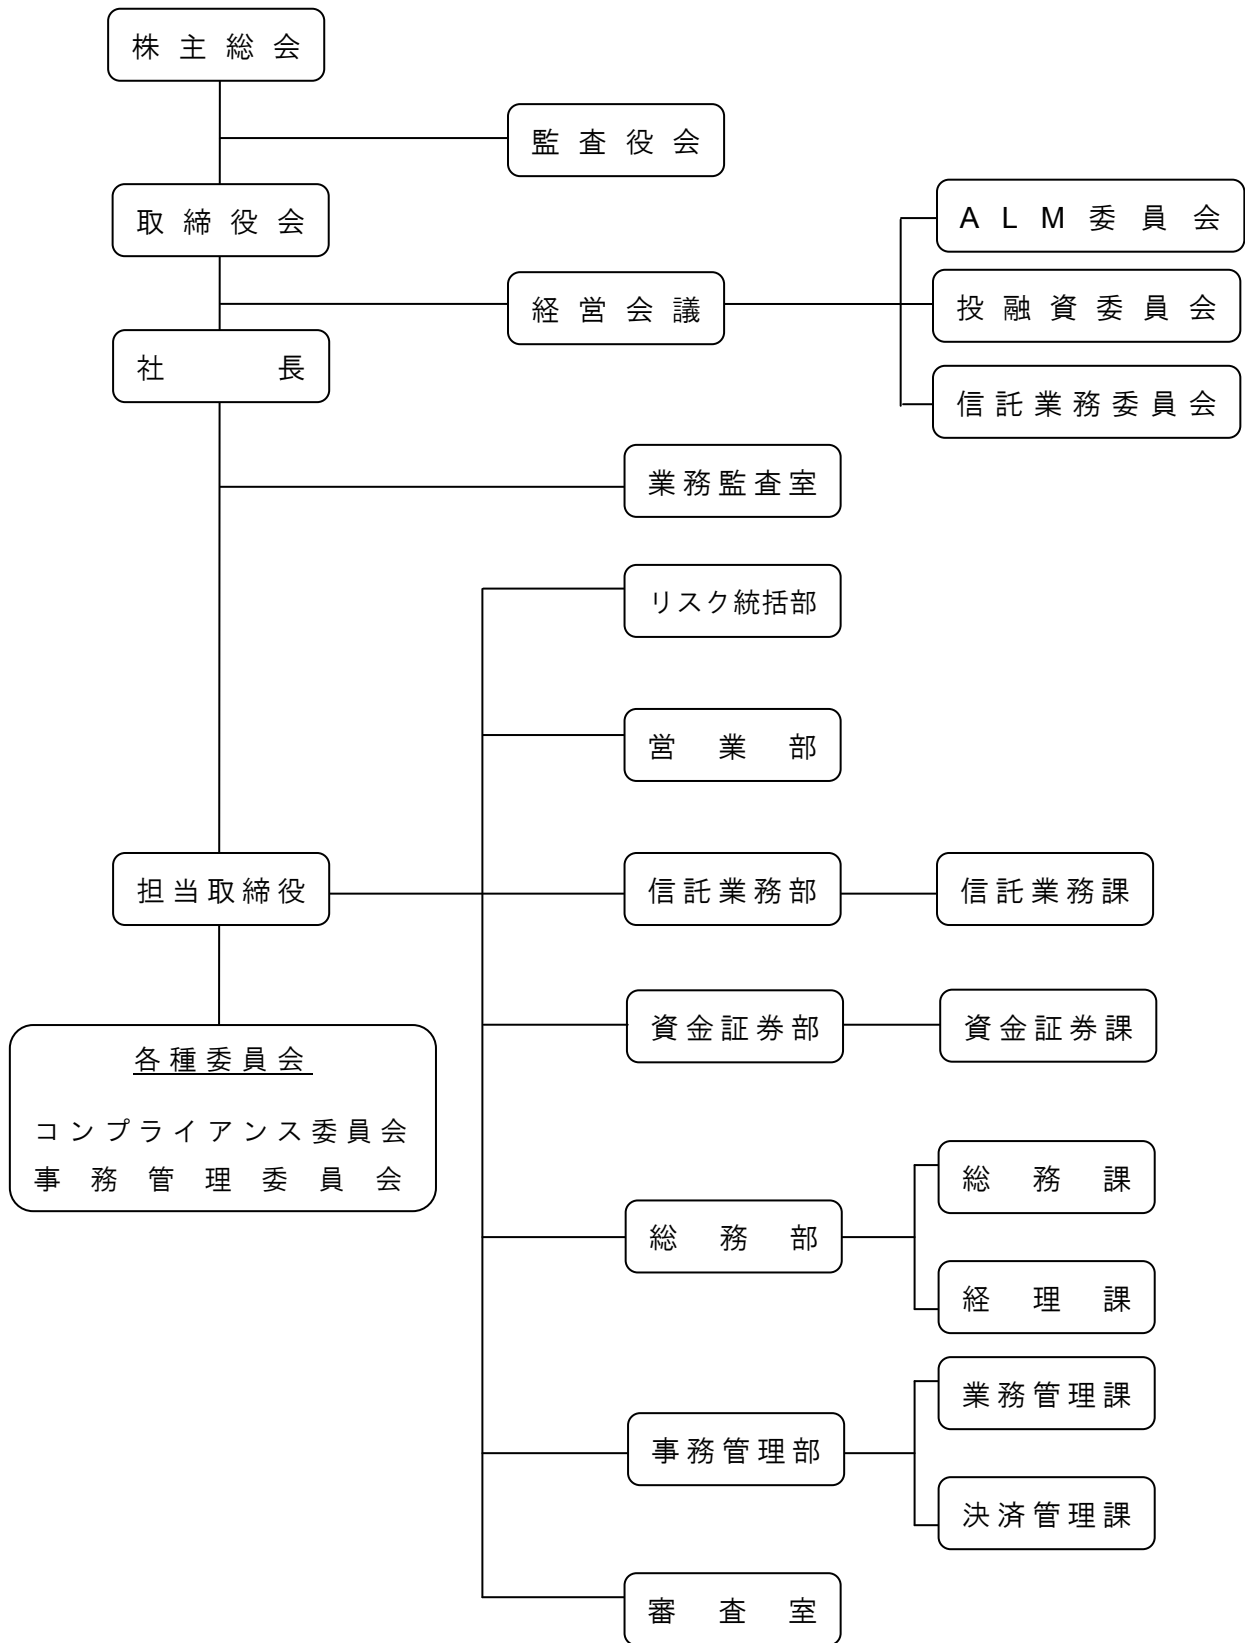 株主総会
監査役会
取締役会
ALM委員会
経営会議
投融資委員会
社長
信託業務委員会
業務監査室
リスク統括部
営業部
担当取締役
信託業務部
信託業務課
資金証券部
資金証券課
各種委員会
コンプライアンス委員会
事務管理委員会
総務課
総務部
経理課
業務管理課
事務管理部
決済管理課
審査室